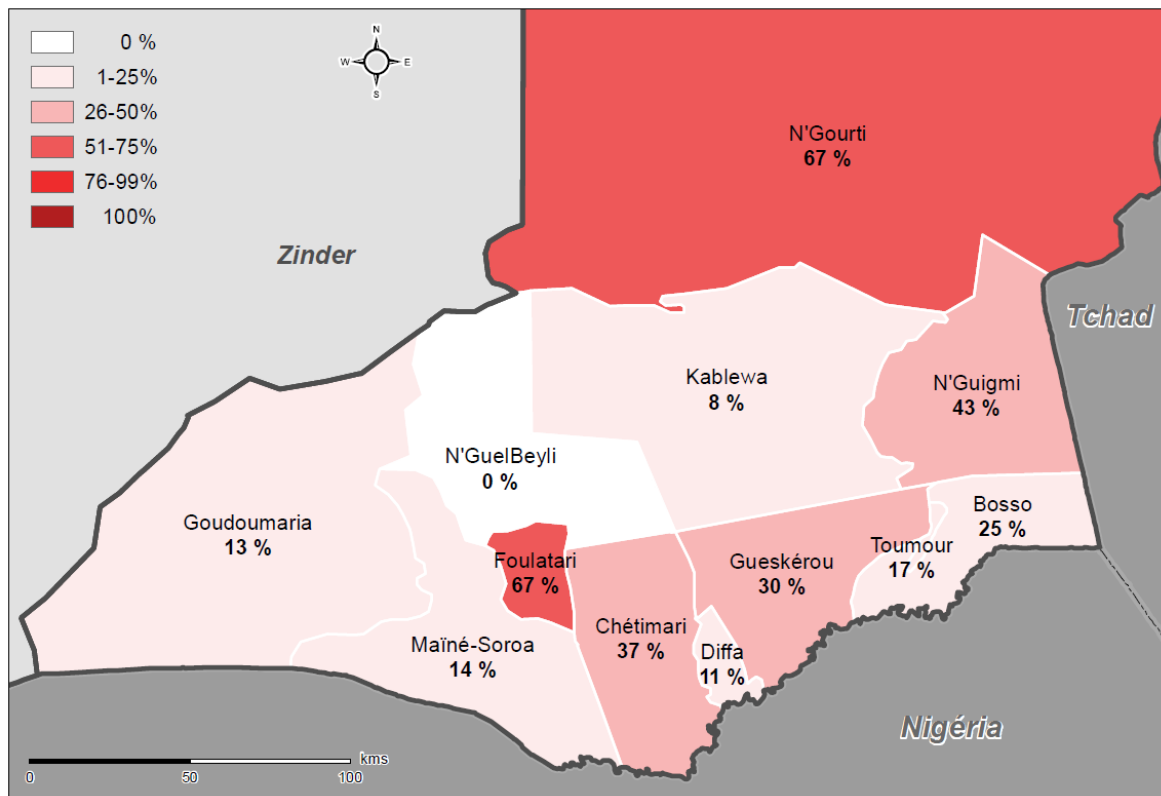 0 %
1-25%
26-50%
51-75%
76-99%
100%
N
W
E
S
Zinder
N'Gourti
67 %
Tchad
Kablewa
8 %
N'Guigmi
43 %
N'GuelBeyli
0 %
Goudoumaria
13 %
Foulatari
67 %
Bosso
25 %
Toumour
17 %
Gueskérou
30 %
Chétimari
37 %
Maïné-Soroa
14 %
Diffa
11 %
Nigéria
kms
0
50
100